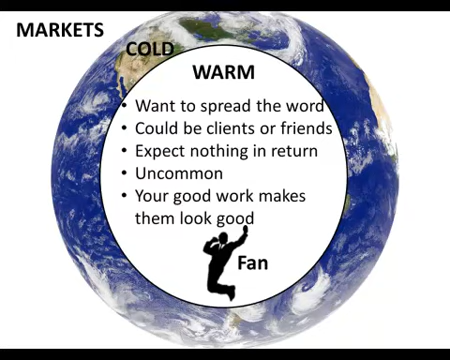 MARKETS
COLD
WARM
• Want to spread the word
• Could be clients or friends
• Expect nothing in return
• Uncommon
• Your good work makes
them look good
Fan